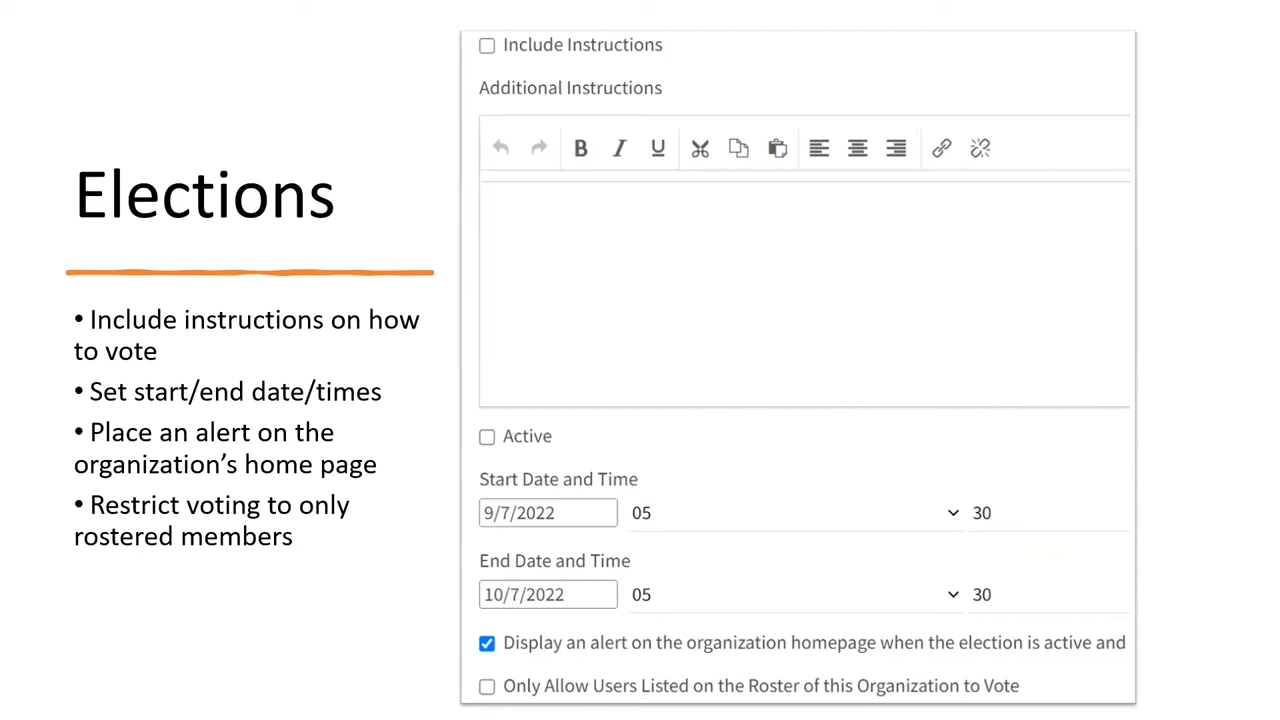 Elections
• Include instructions on how
to vote
• Set start/end date/times
• Place an alert on the
organization’s home page
• Restrict voting to only
rostered members
Include Instructions
Additional Instructions
B I U
Active
Start Date and Time
9/7/2022 05 30
End Date and Time
10/7/2022 05 30
Display an alert on the organization homepage when the election is active and
Only Allow Users Listed on the Roster of this Organization to Vote